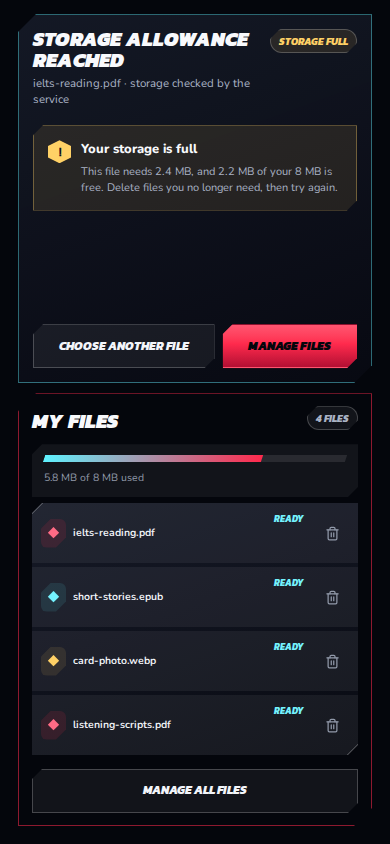 STORAGE ALLOWANCE
REACHED
STORAGE FULL
ielts-reading.pdf · storage checked by the
service
!
Your storage is full
This file needs 2.4 MB, and 2.2 MB of your 8 MB is
free. Delete files you no longer need, then try again.
CHOOSE ANOTHER FILE
MANAGE FILES
MY FILES
4 FILES
5.8 MB of 8 MB used
READY
ielts-reading.pdf
READY
short-stories.epub
READY
card-photo.webp
READY
listening-scripts.pdf
MANAGE ALL FILES